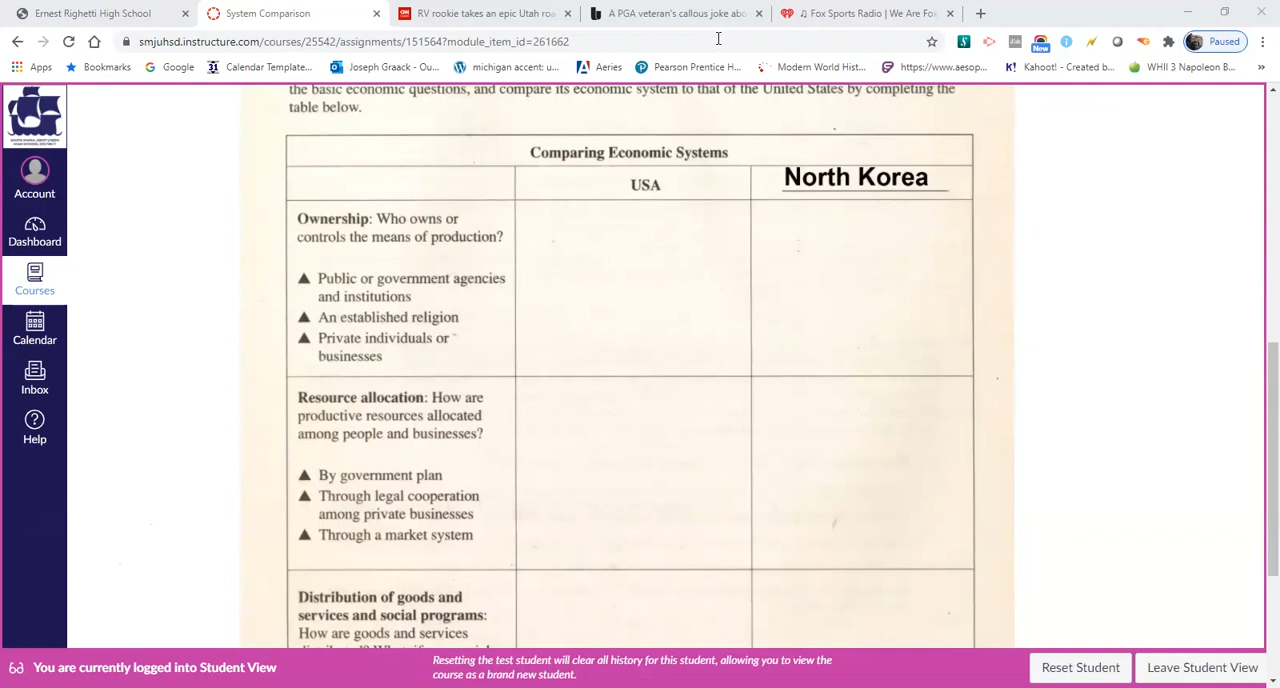 Ernest Righetti High School
System Comparison
RV rookie takes an epic Utah roa
A PGA veteran's callous joke abo
Fox Sports Radio | We Are Fox
smjuhsd.instructure.com/courses/25542/assignments/151564?module_item_id=261662
New
Paused
Apps
Bookmarks
Google
31
Calendar Template...
Joseph Graack - Ou...
michigan accent: u...
Aeries
Pearson Prentice H...
Modern World Hist...
https://www.aesop...
K! Kahoot! - Created b...
WHII 3 Napoleon B...
»
Account
Dashboard
Courses
Calendar
Inbox
Help
the basic economic questions, and compare its economic system to that of the United States by completing the
table below.
Comparing Economic Systems
USA
North Korea
Ownership: Who owns or
controls the means of production?
▲ Public or government agencies
and institutions
▲ An established religion
▲ Private individuals or
businesses
Resource allocation: How are
productive resources allocated
among people and businesses?
▲ By government plan
▲ Through legal cooperation
among private businesses
▲ Through a market system
Distribution of goods and
services and social programs:
How are goods and services
You are currently logged into Student View
Resetting the test student will clear all history for this student, allowing you to view the
course as a brand new student.
Reset Student
Leave Student View